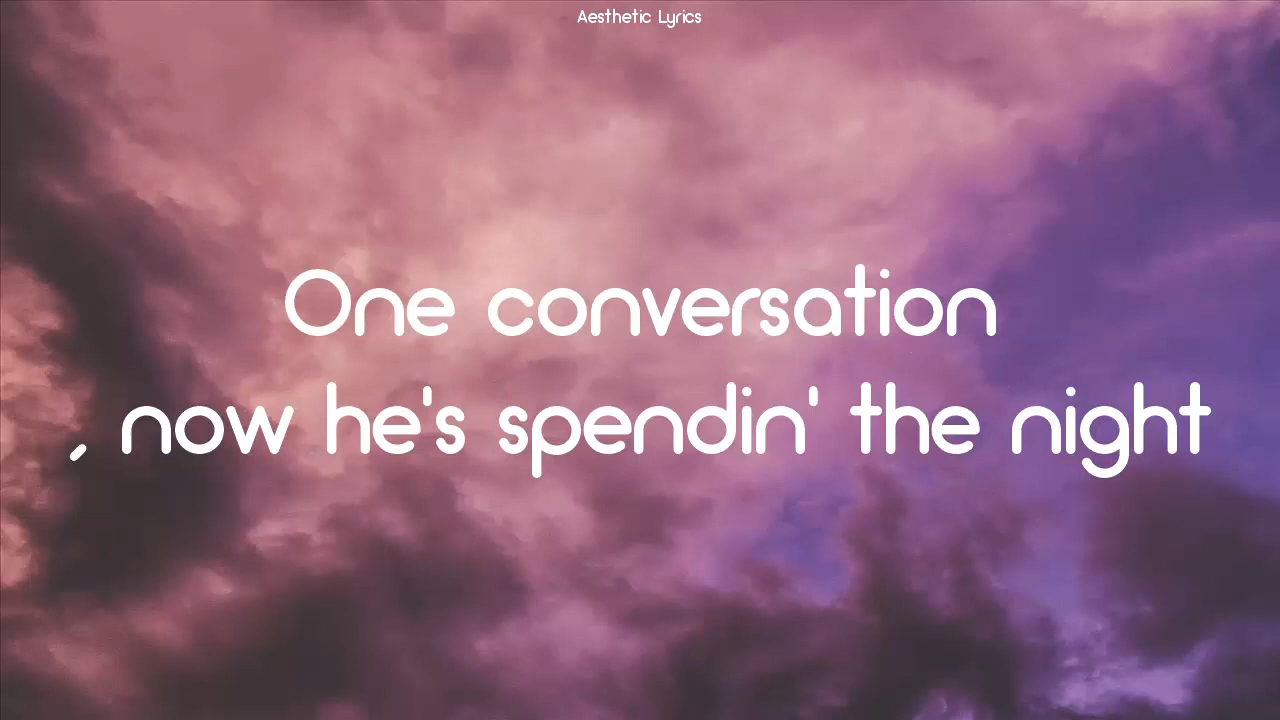 Aesthetic Lyrics
One conversation
, now he's spendin' the night